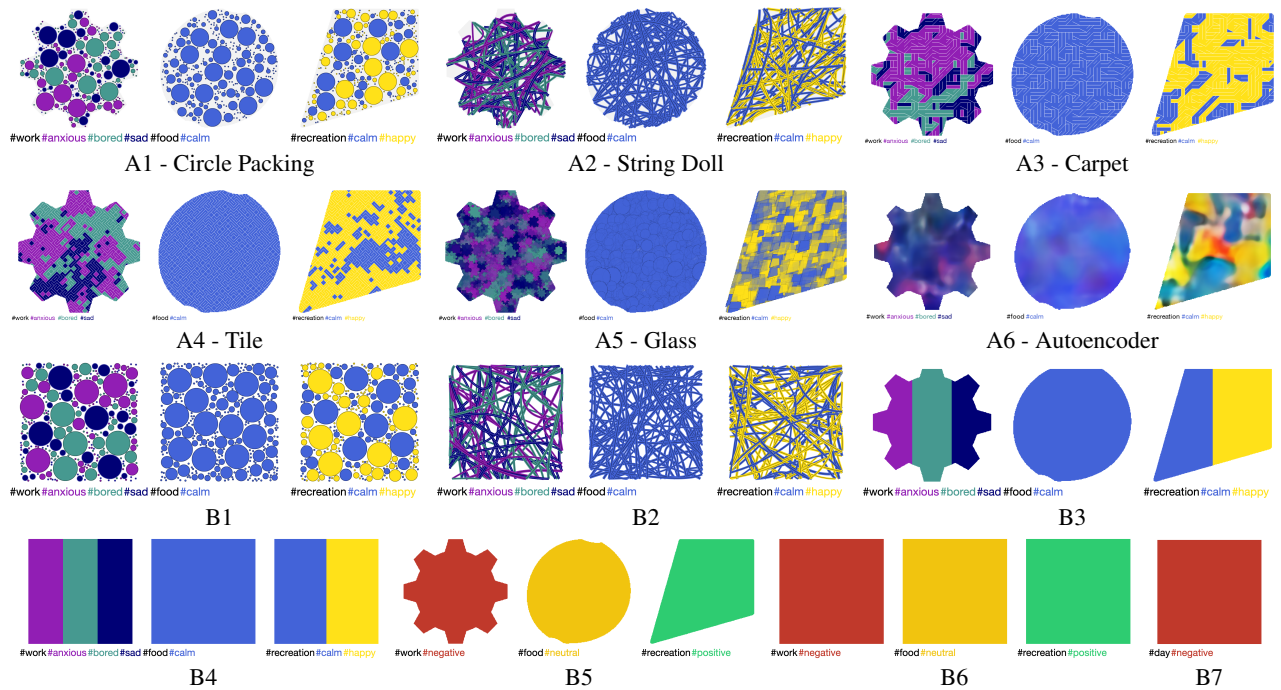 #work #anxious #bored #sad #food #calm #recreation #calm #happy
#work #anxious #bored #sad #food #calm #recreation #calm #happy
#work #anxious #bored #sad #food #calm #recreation #calm #happy
A1 - Circle Packing
A2 - String Doll
A3 - Carpet
#work #anxious #bored #sad #food #calm #recreation #calm #happy
#work #anxious #bored #sad #food #calm #recreation #calm #happy
#work #anxious #bored #sad #food #calm #recreation #calm #happy
A4 - Tile
A5 - Glass
A6 - Autoencoder
#work #anxious #bored #sad #food #calm #recreation #calm #happy
#work #anxious #bored #sad #food #calm #recreation #calm #happy
#work #anxious #bored #sad #food #calm #recreation #calm #happy
B1
B2
B3
#work #anxious #bored #sad #food #calm #recreation #calm #happy
#work #negative #food #neutral #recreation #positive
#work #negative #food #neutral #recreation #positive
#day #negative
B4
B5
B6
B7